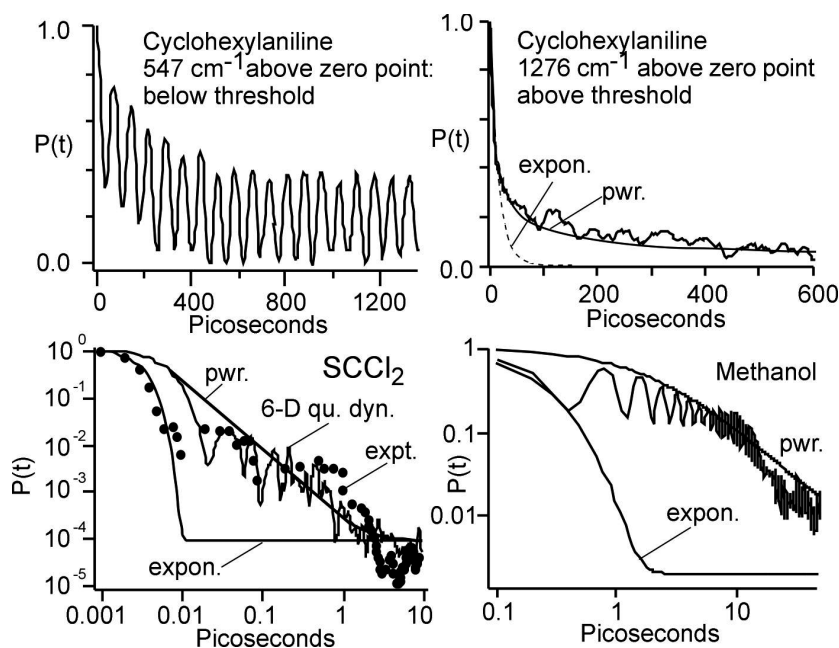 Cyclohexylaniline
547 cm-1 above zero point:
below threshold
1.0
P(t)
0.0
0 400 800 1200
Picoseconds
Cyclohexylaniline
1276 cm-1 above zero point
above threshold
1.0
P(t)
expon.
pwr.
0.0
0 200 400 600
Picoseconds
SCCl2
10^0
10^-1
10^-2
10^-3
10^-4
10^-5
P(t)
pwr.
6-D qu. dyn.
expt.
expon.
0.001 0.01 0.1 1 10
Picoseconds
Methanol
1
0.1
0.01
P(t)
pwr.
expon.
0.1 1 10
Picoseconds